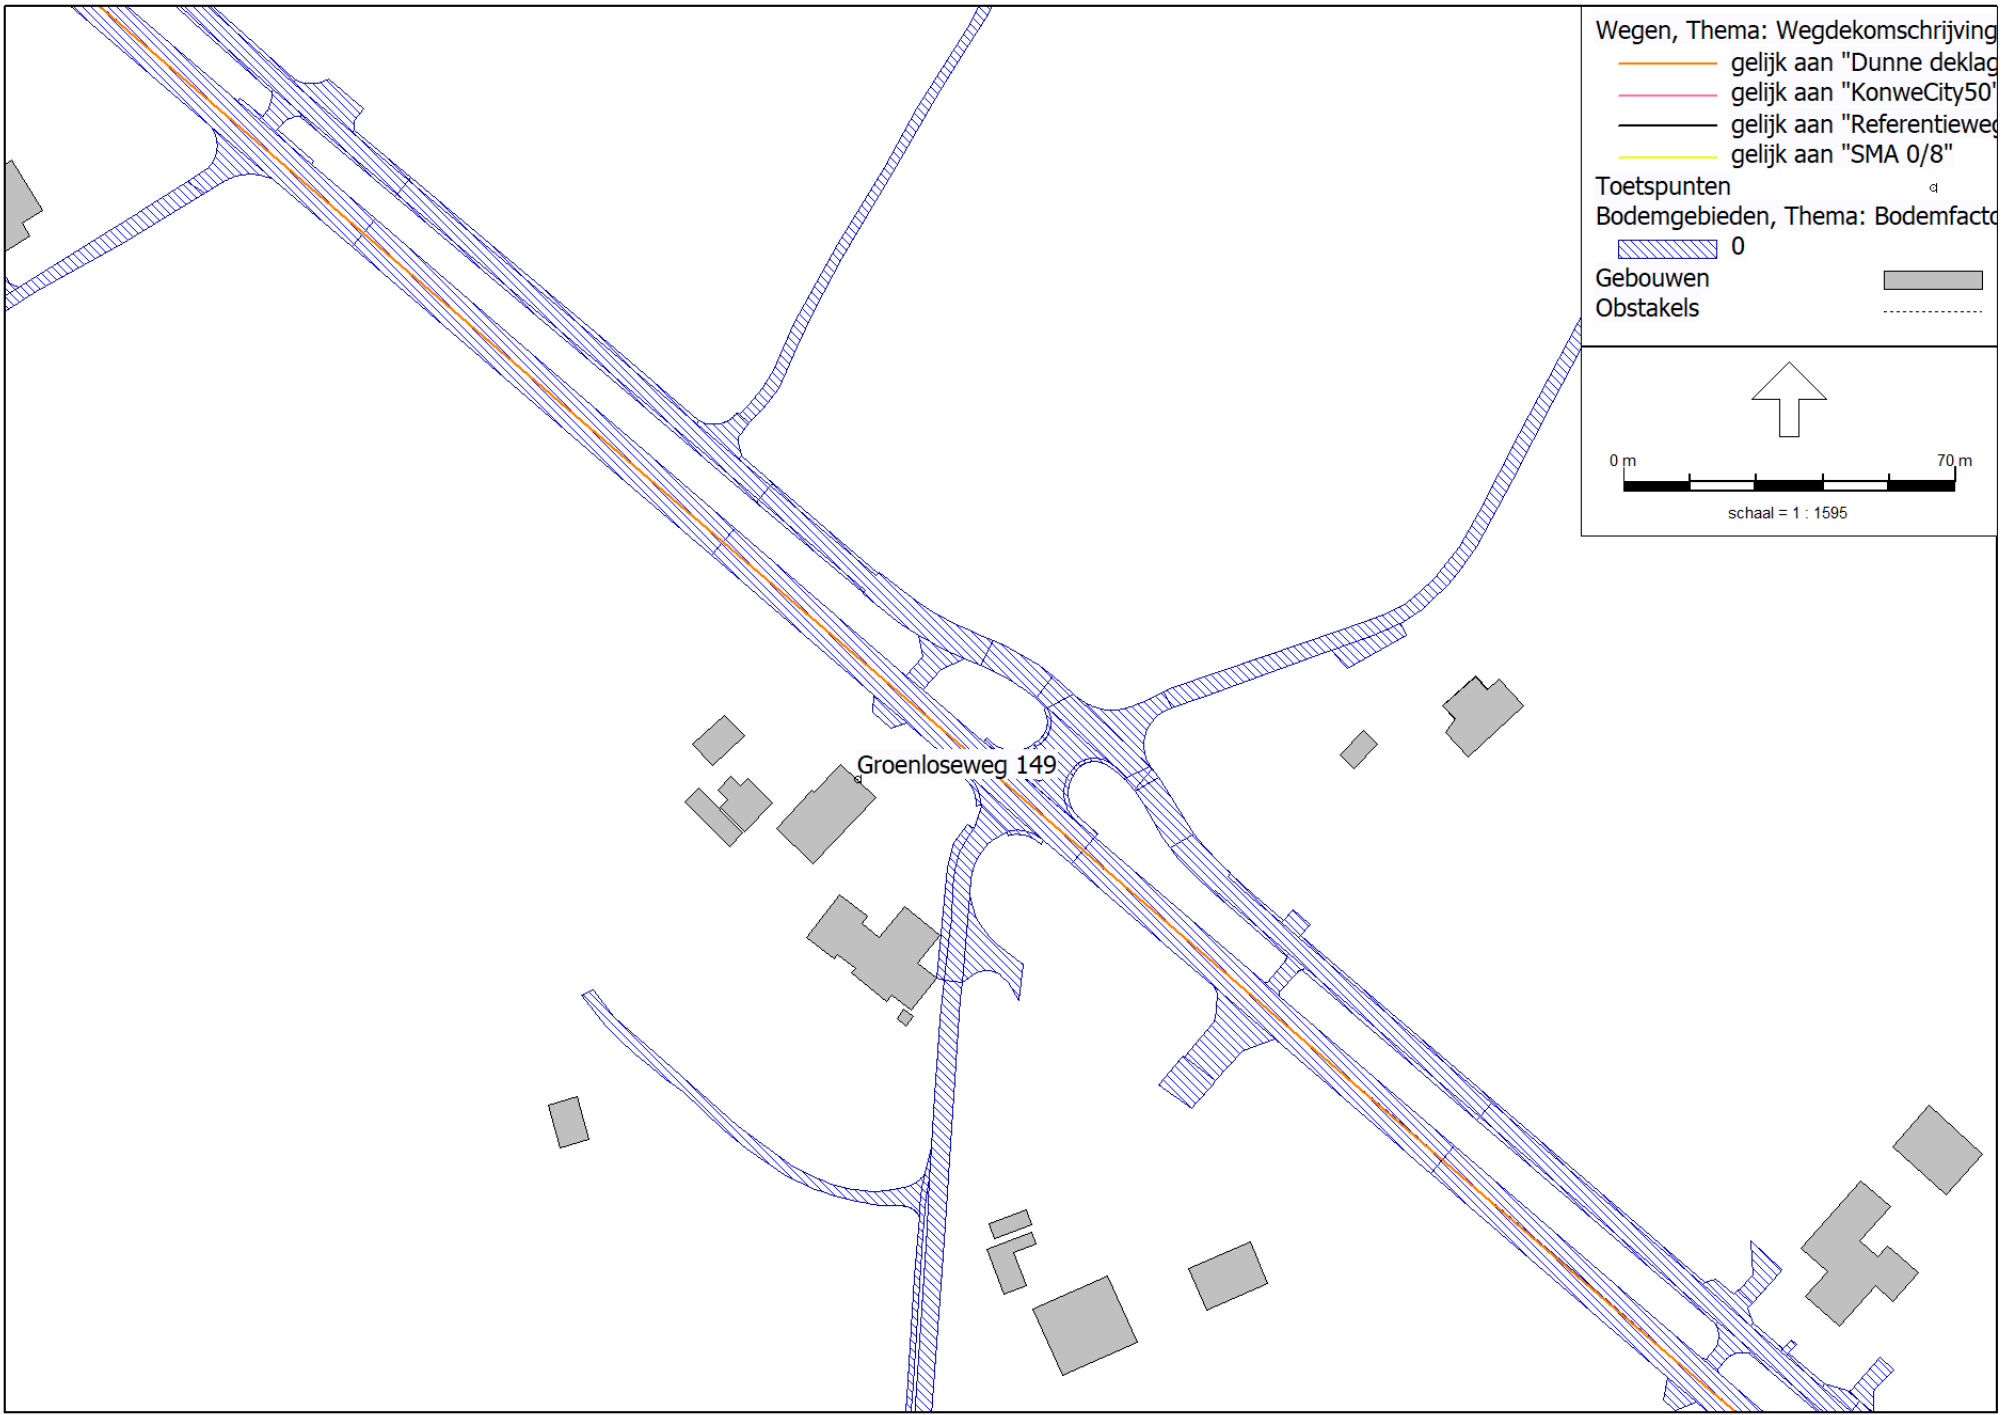 Wegen, Thema: Wegdekomschrijving
gelijk aan "Dunne deklag
gelijk aan "KonweCity50"
gelijk aan "Referentieweg
gelijk aan "SMA 0/8"
Toetspunten
Bodemgebieden, Thema: Bodemfacto
0
Gebouwen
Obstakels
0 m 70 m
schaal = 1 : 1595
Groenloseweg 149